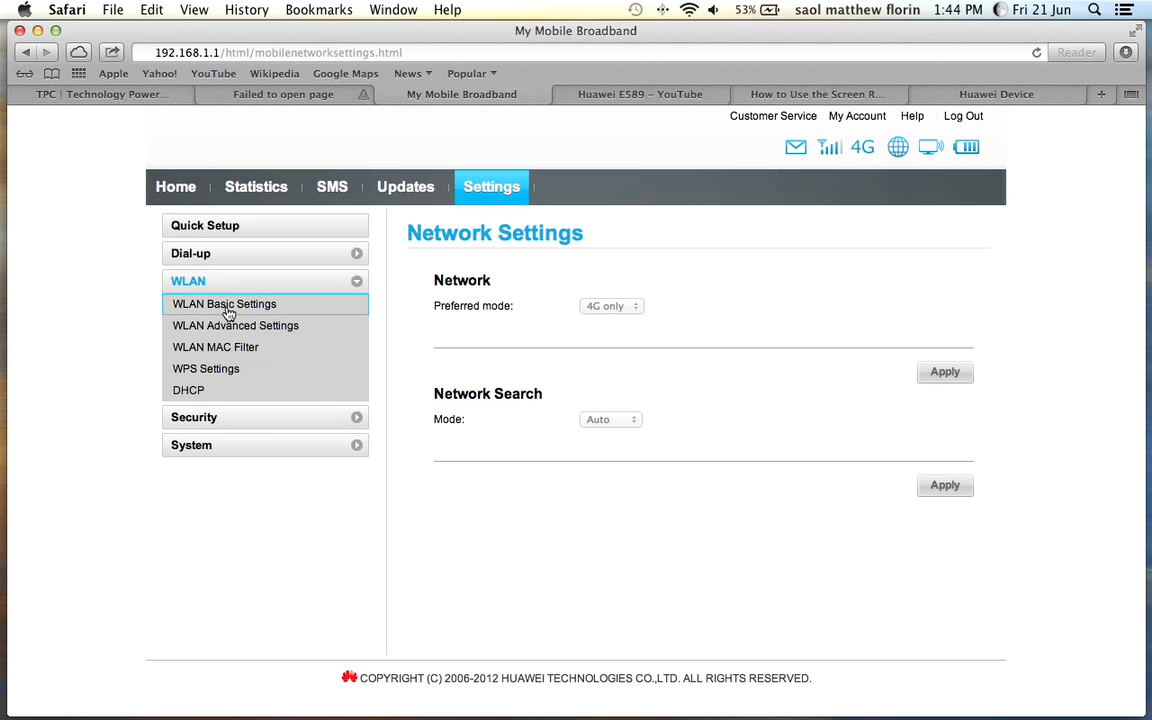 Safari File Edit View History Bookmarks Window Help 53% saol matthew florin 1:44 PM Fri 21 Jun
My Mobile Broadband
192.168.1.1/html/mobilenetworksettings.html Reader
Apple Yahoo! YouTube Wikipedia Google Maps News Popular
TPC | Technology Power... Failed to open page My Mobile Broadband Huawei E589 – YouTube How to Use the Screen R... Huawei Device
Customer Service My Account Help Log Out
4G
Home Statistics SMS Updates Settings
Quick Setup
Dial-up
WLAN
WLAN Basic Settings
WLAN Advanced Settings
WLAN MAC Filter
WPS Settings
DHCP
Security
System
Network Settings
Network
Preferred mode: 4G only
Apply
Network Search
Mode: Auto
Apply
COPYRIGHT (C) 2006-2012 HUAWEI TECHNOLOGIES CO.,LTD. ALL RIGHTS RESERVED.